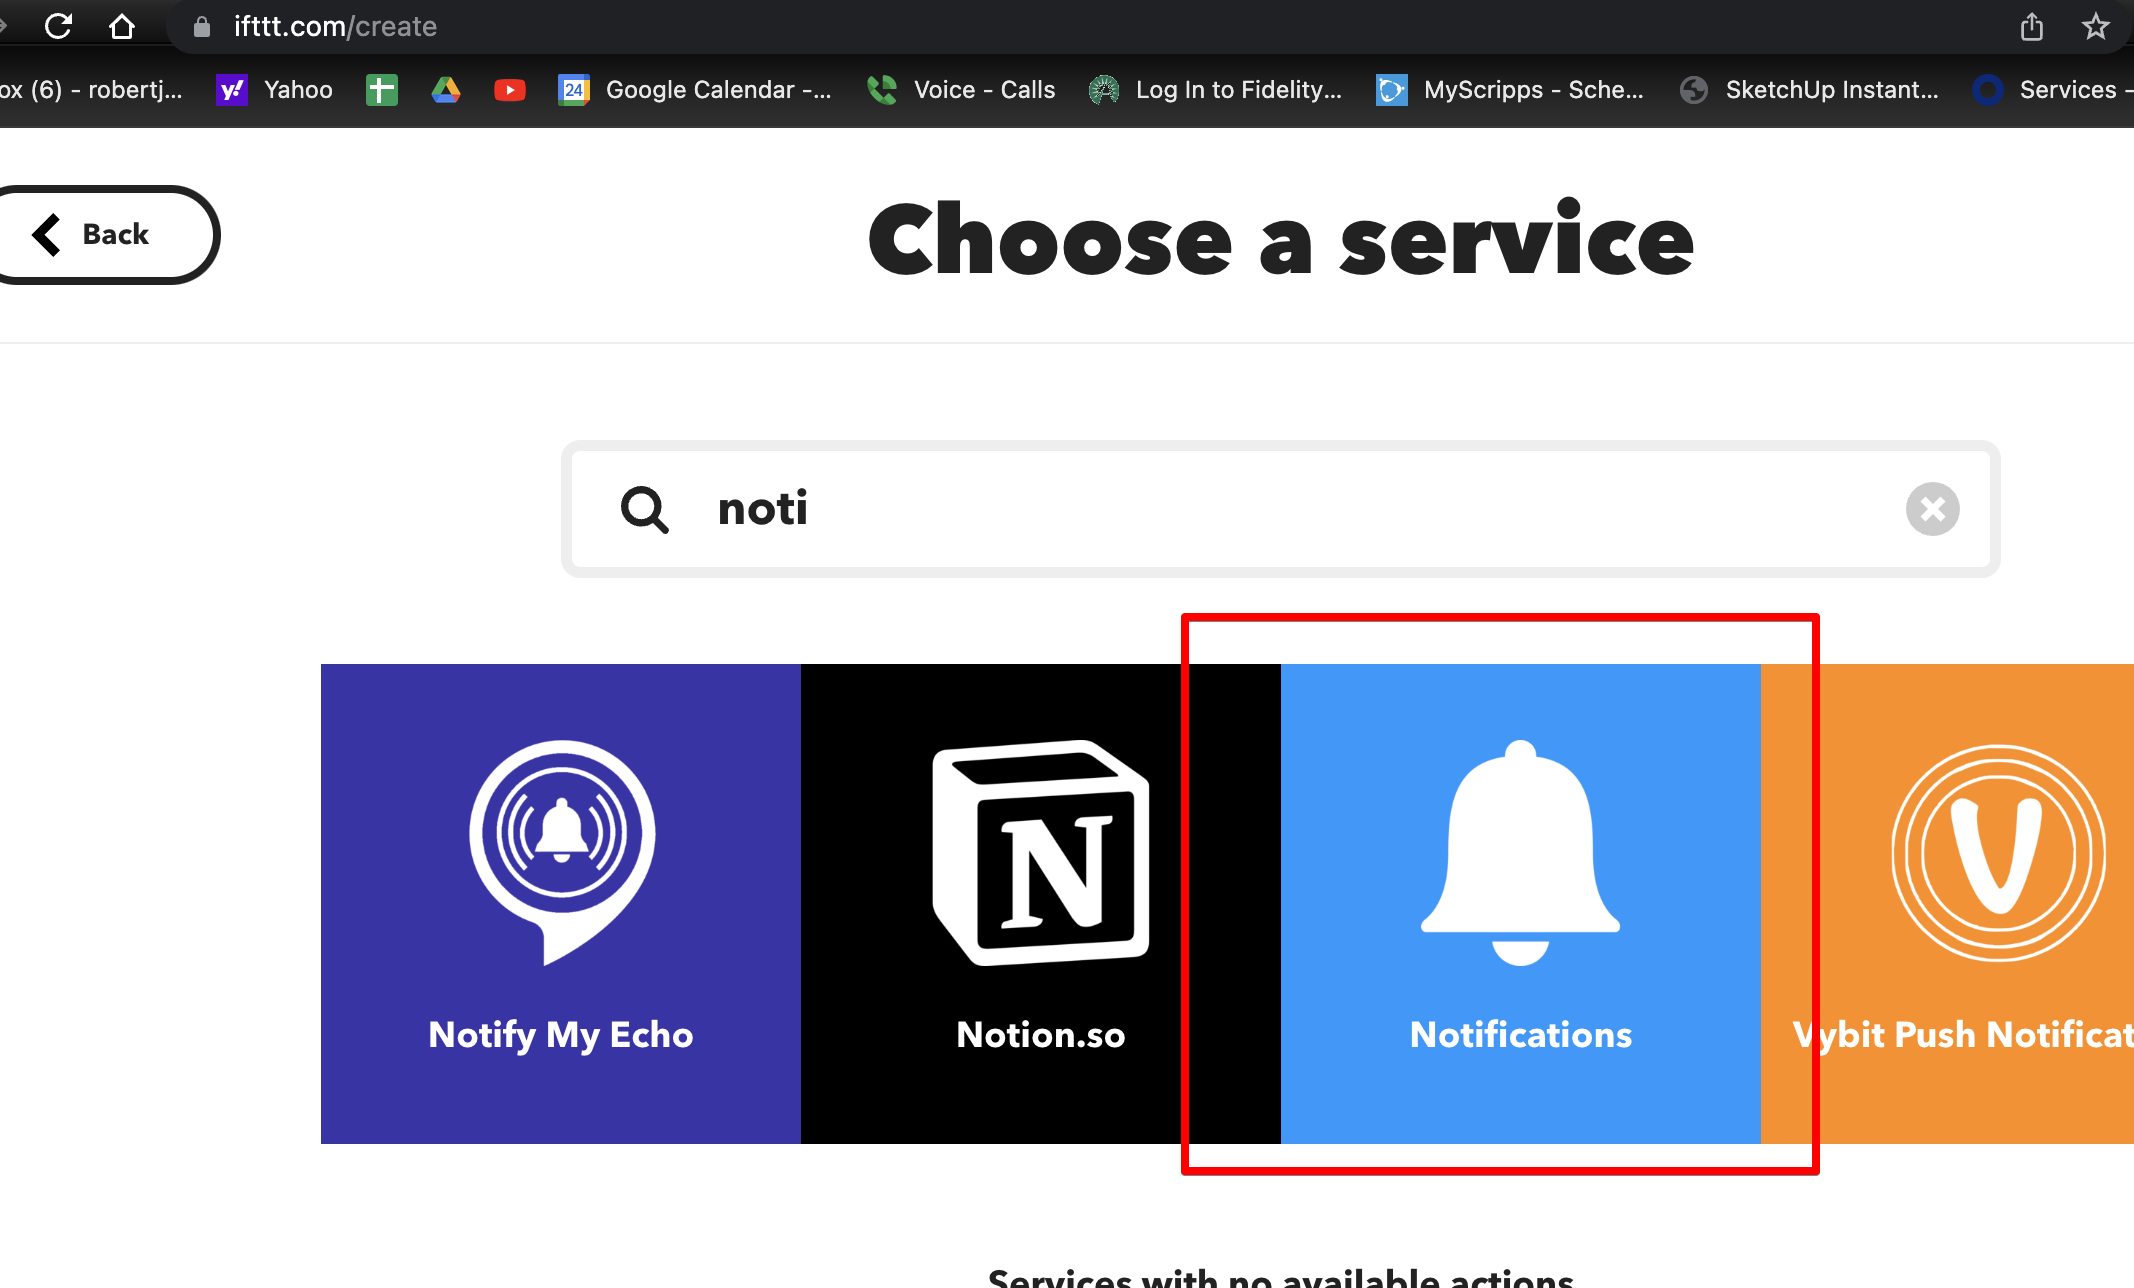 ifttt.com/create
ox (6) - robertj...
y!
Yahoo
24
Google Calendar -...
Voice - Calls
Log In to Fidelity...
MyScripps - Sche...
SketchUp Instant...
Services -
Back
Choose a service
noti
N
V
Notify My Echo
Notion.so
Notifications
Vybit Push Notificat
Services with no available actions